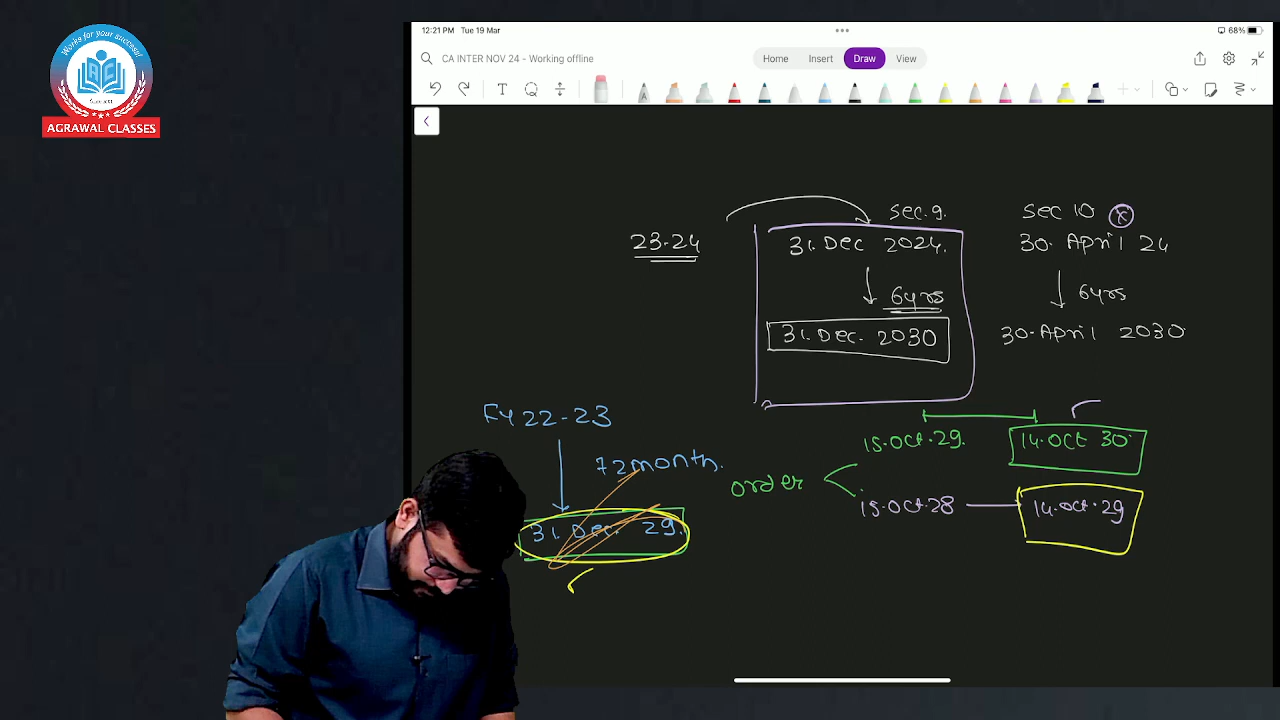 Works for your success
AC
AGRAWAL CLASSES
12:21 PM Tue 19 Mar
68%
CA INTER NOV 24 - Working offline
Home Insert Draw View
sec.9.
sec 10 x
23-24
31. Dec 2024.
30. April 24
6yrs
6yrs
31. Dec. 2030
30. April 2030
FY 22-23
72month.
31. Dec. 29.
order
15.Oct.29.
14.Oct 30
15.Oct.28
14.Oct.29